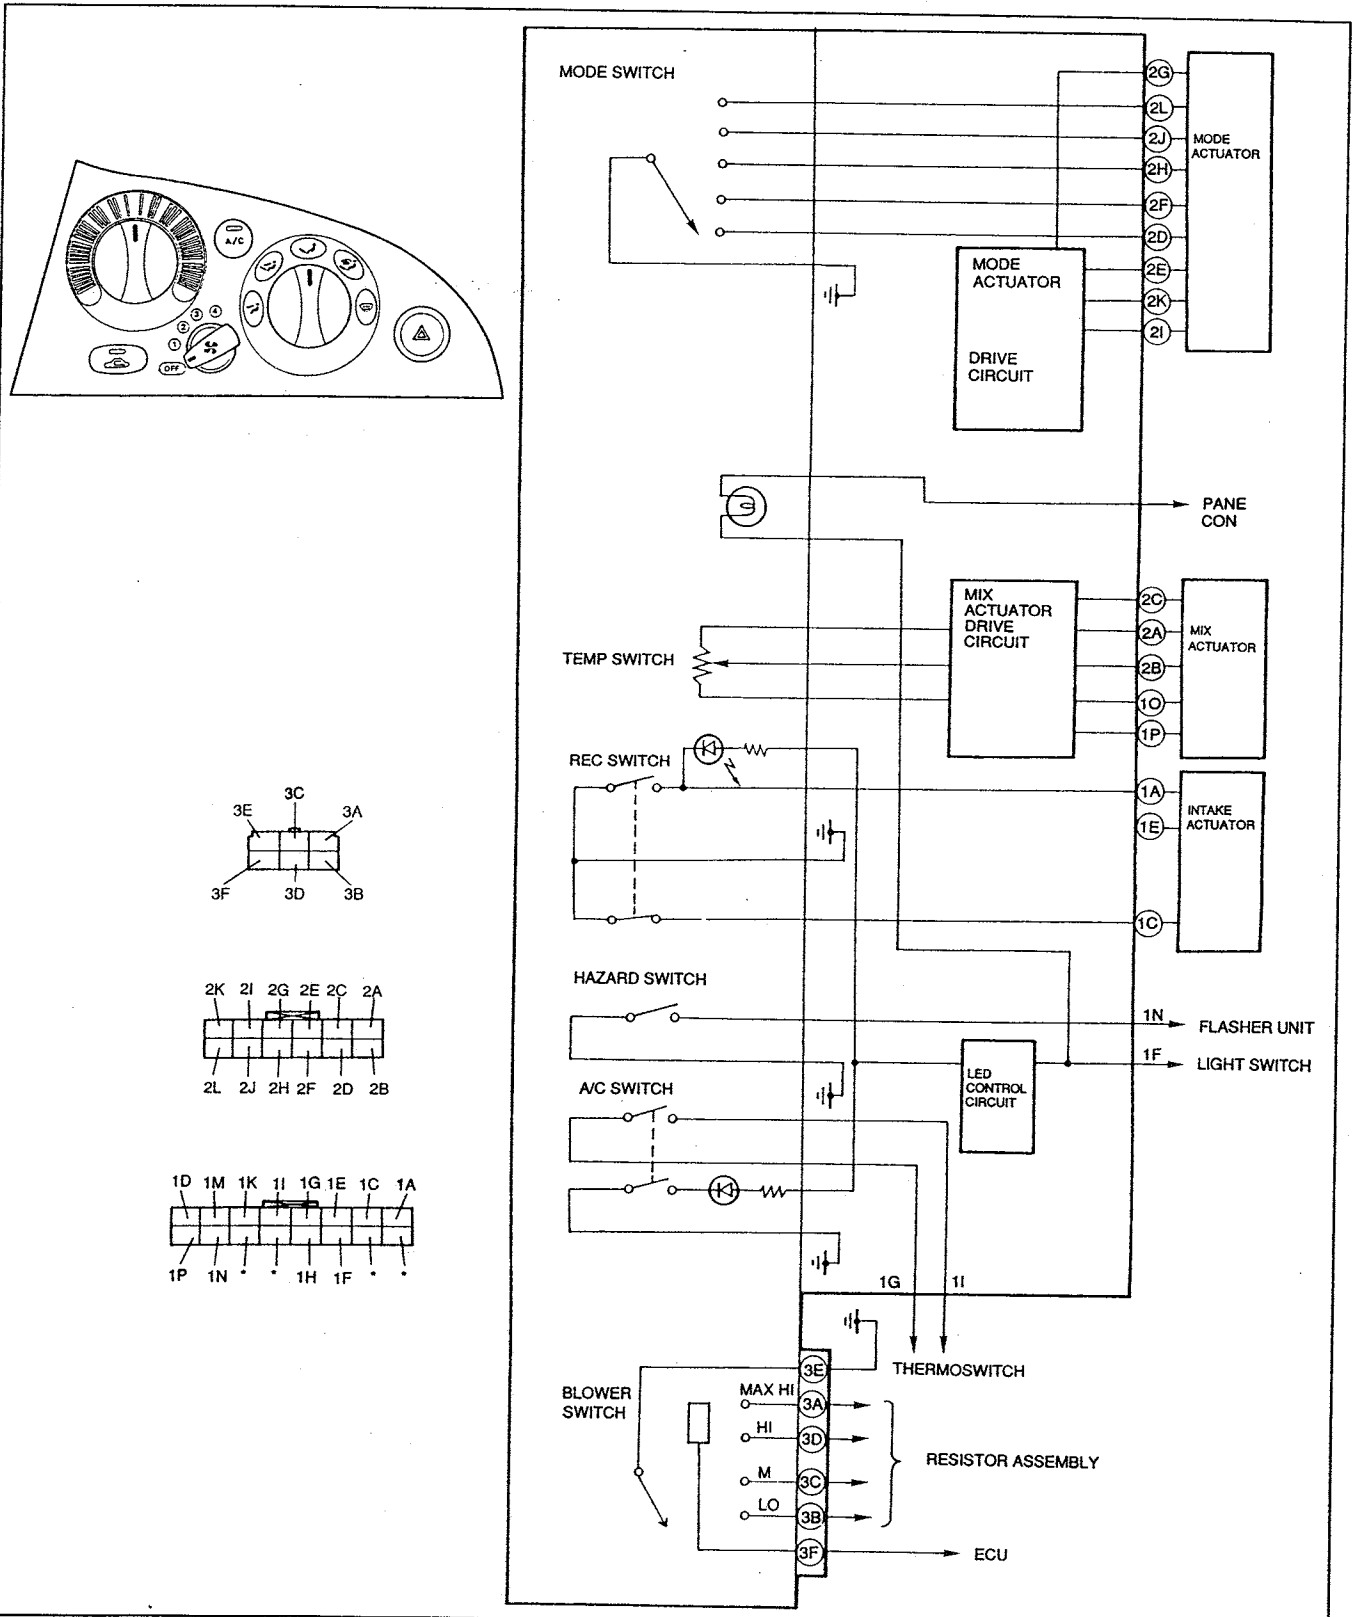 MODE SWITCH
2G
2L
2J
2H
2F
2D
2E
2K
2I
MODE
ACTUATOR
MODE
ACTUATOR
DRIVE
CIRCUIT
A/C
1
2
3
4
OFF
PANE
CON
MIX
ACTUATOR
DRIVE
CIRCUIT
2C
2A
2B
1O
1P
MIX
ACTUATOR
TEMP SWITCH
REC SWITCH
1A
1E
1C
INTAKE
ACTUATOR
3E 3C 3A
3F 3D 3B
HAZARD SWITCH
1N FLASHER UNIT
1F LIGHT SWITCH
LED
CONTROL
CIRCUIT
2K 2I 2G 2E 2C 2A
2L 2J 2H 2F 2D 2B
A/C SWITCH
1D 1M 1K 1I 1G 1E 1C 1A
1P 1N * * 1H 1F * *
1G 1I
THERMOSWITCH
BLOWER
SWITCH
3E
MAX HI 3A
HI 3D
M 3C
LO 3B
3F
RESISTOR ASSEMBLY
ECU